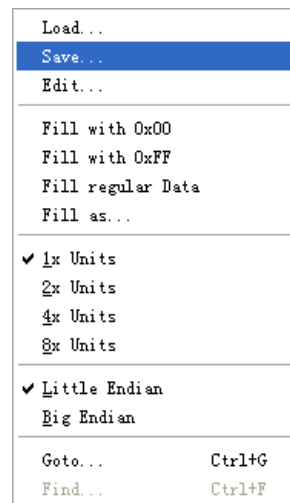 Load...
Save...
Edit...
Fill with 0x00
Fill with 0xFF
Fill regular Data
Fill as...
✓ 1x Units
2x Units
4x Units
8x Units
✓ Little Endian
Big Endian
Goto... Ctrl+G
Find... Ctrl+F